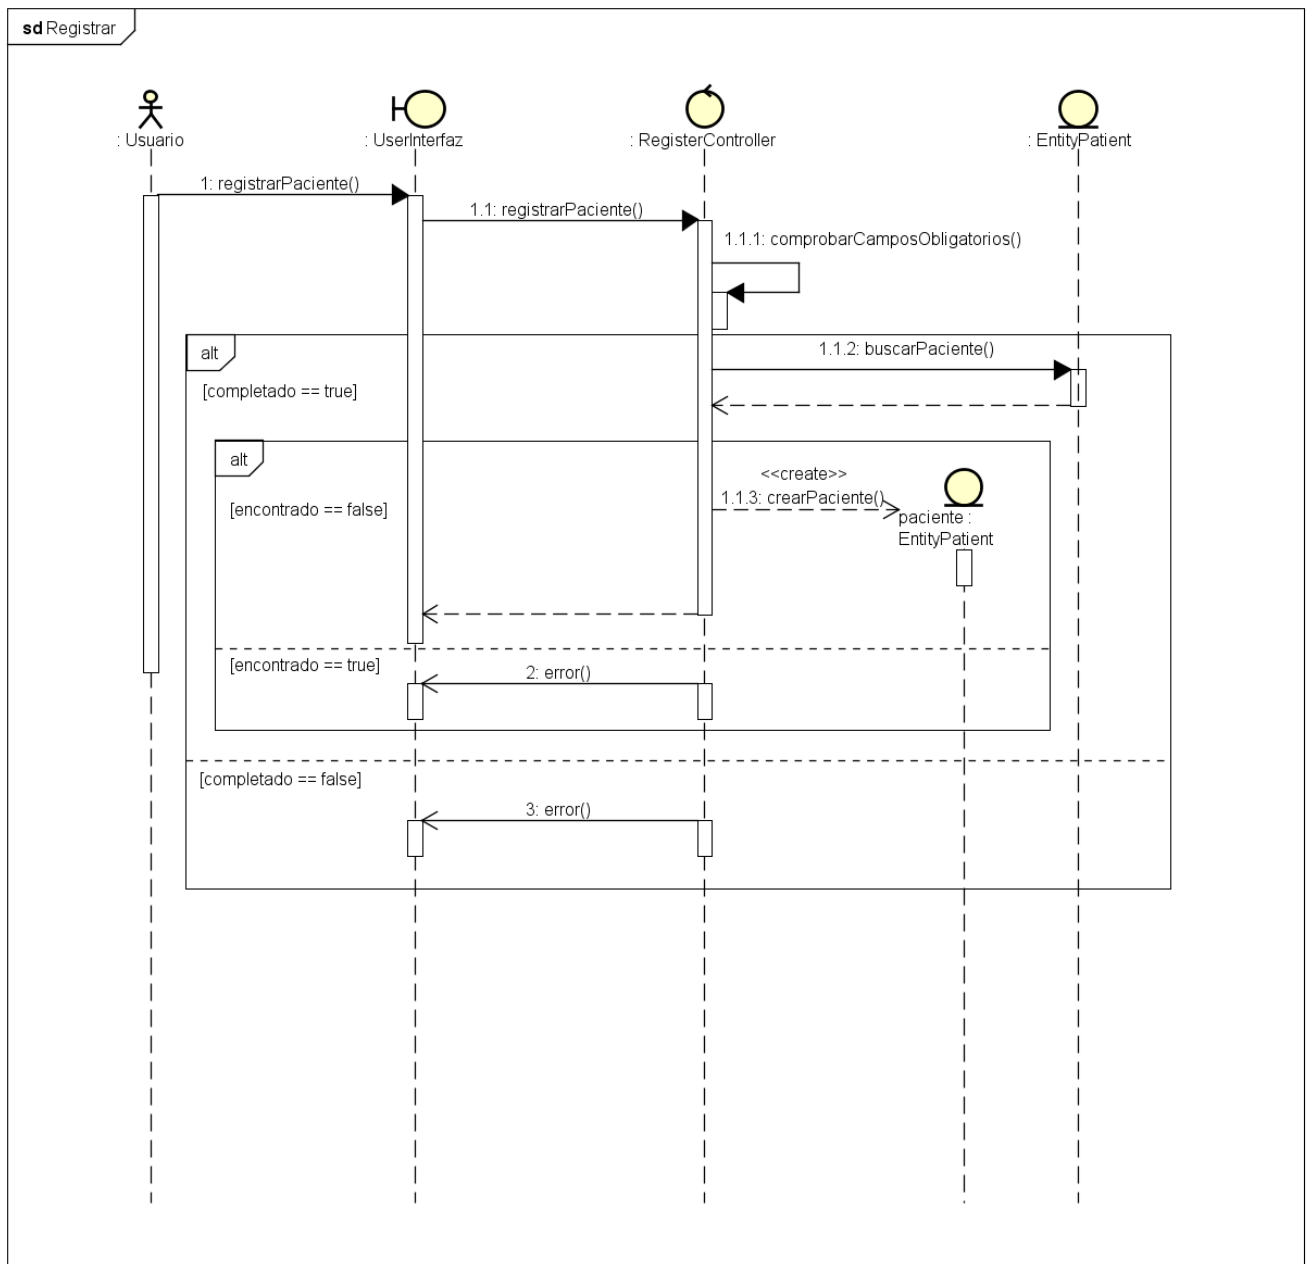 sd Registrar
: Usuario
: UserInterfaz
: RegisterController
: EntityPatient
1: registrarPaciente()
1.1: registrarPaciente()
1.1.1: comprobarCamposObligatorios()
alt
1.1.2: buscarPaciente()
[completado == true]
alt
<<create>>
1.1.3: crearPaciente()
[encontrado == false]
paciente :
EntityPatient
[encontrado == true]
2: error()
[completado == false]
3: error()